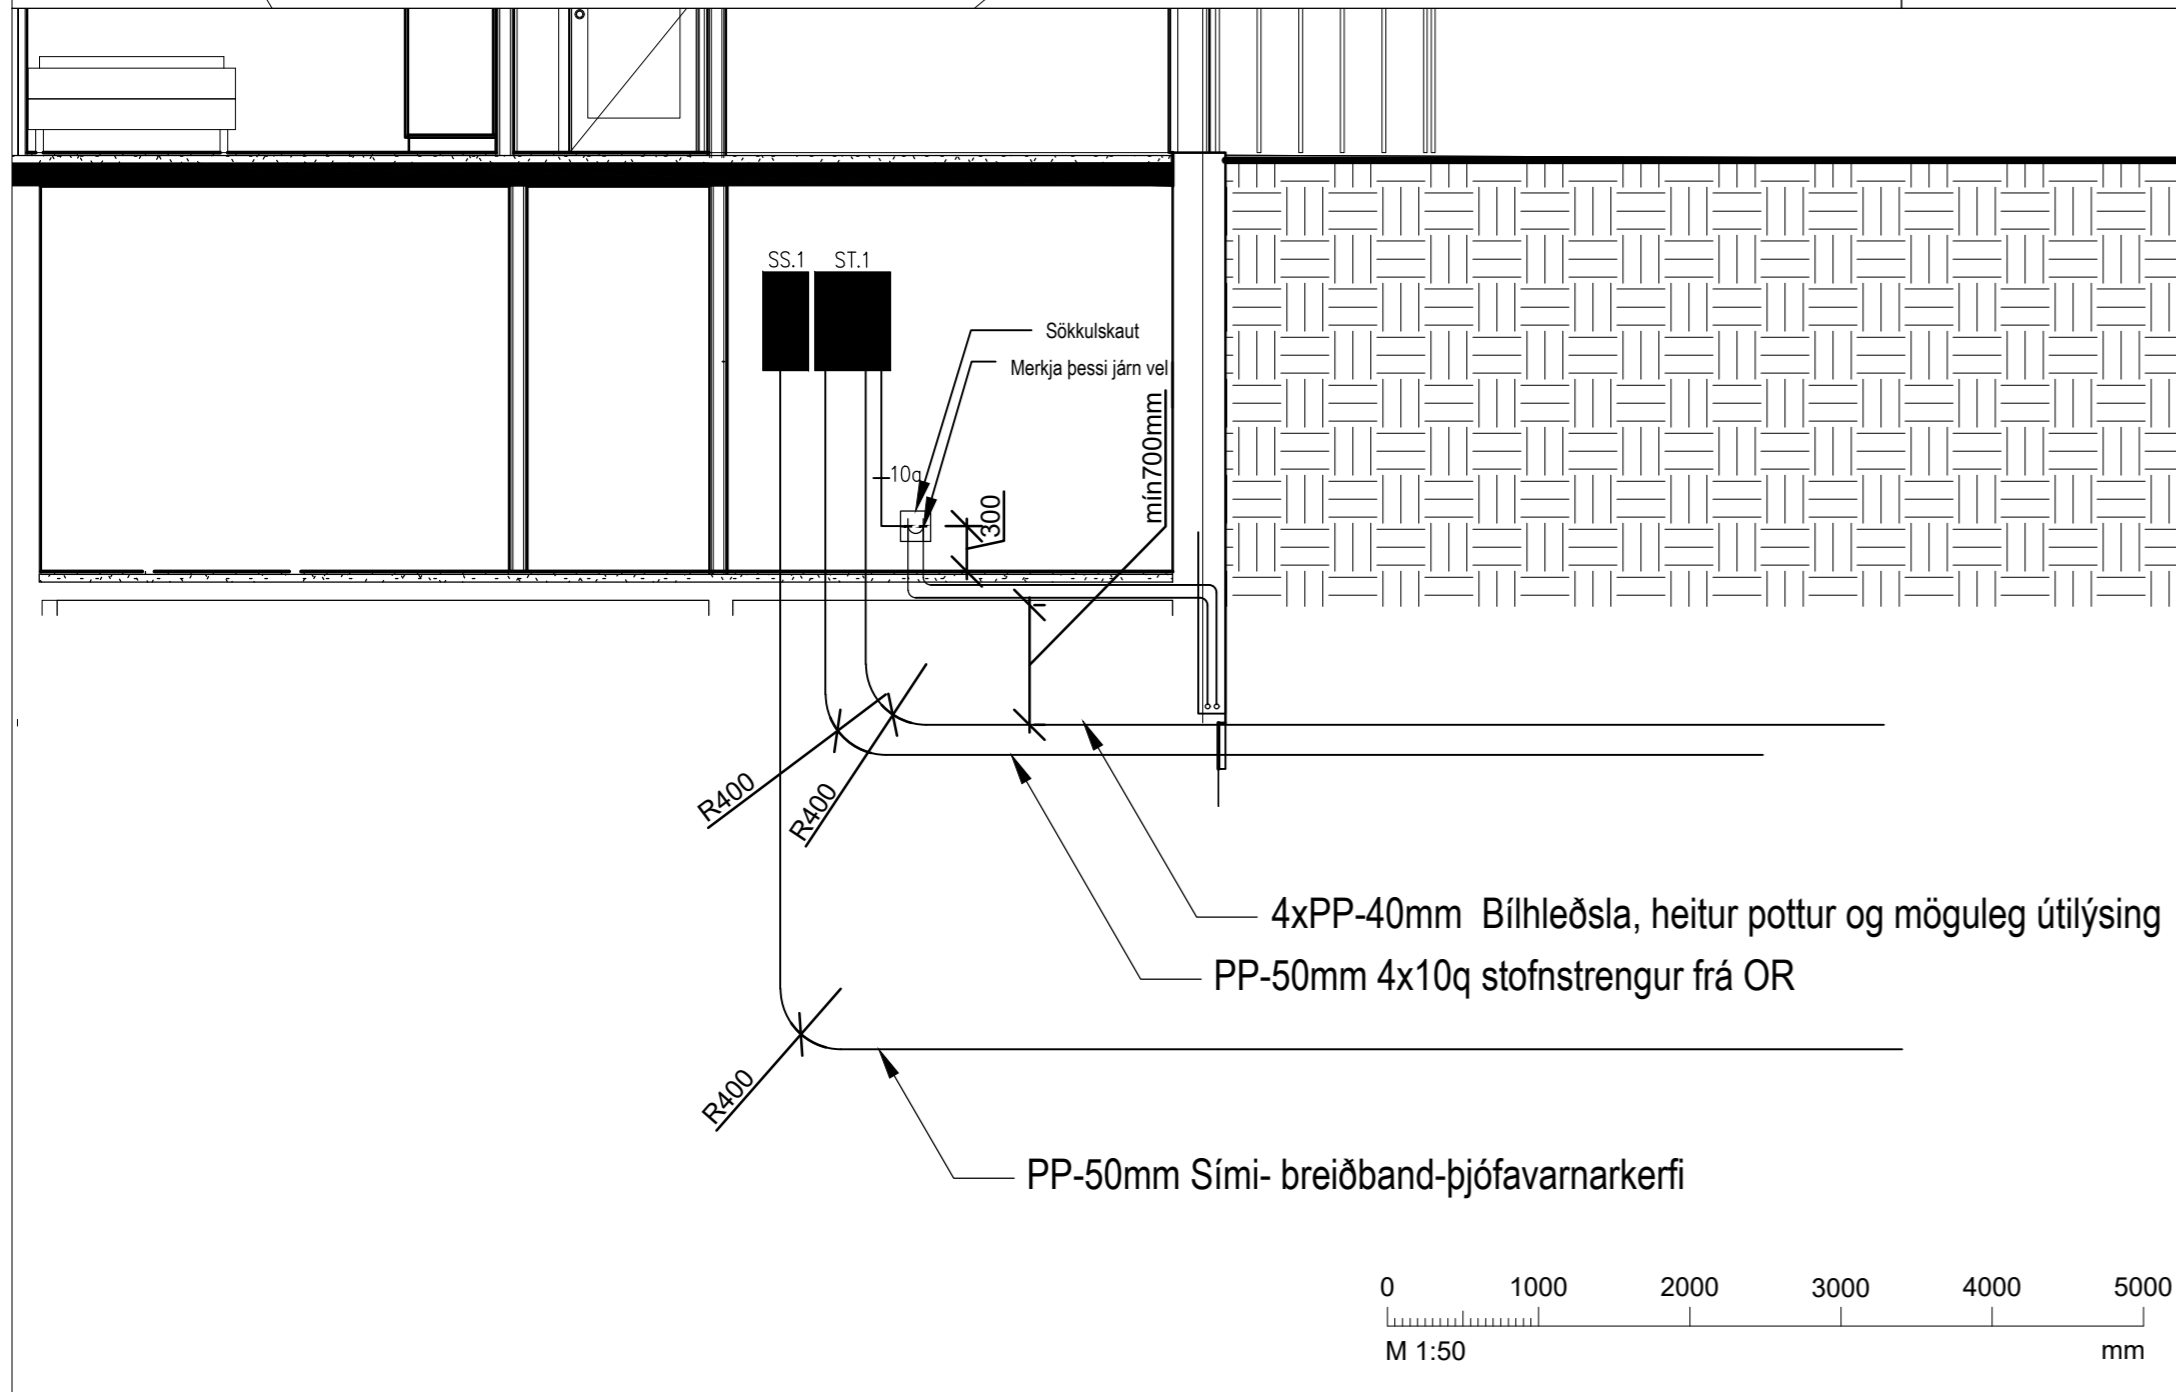 SS.1
ST.1
Sökkulskaut
Merkja þessi járn vel
mín700mm
10q
300
R400
R400
4xPP-40mm Bílhleðsla, heitur pottur og möguleg útilýsing
PP-50mm 4x10q stofnstrengur frá OR
R400
PP-50mm Sími- breiðband-þjófavarnarkerfi
0 1000 2000 3000 4000 5000
M 1:50 mm